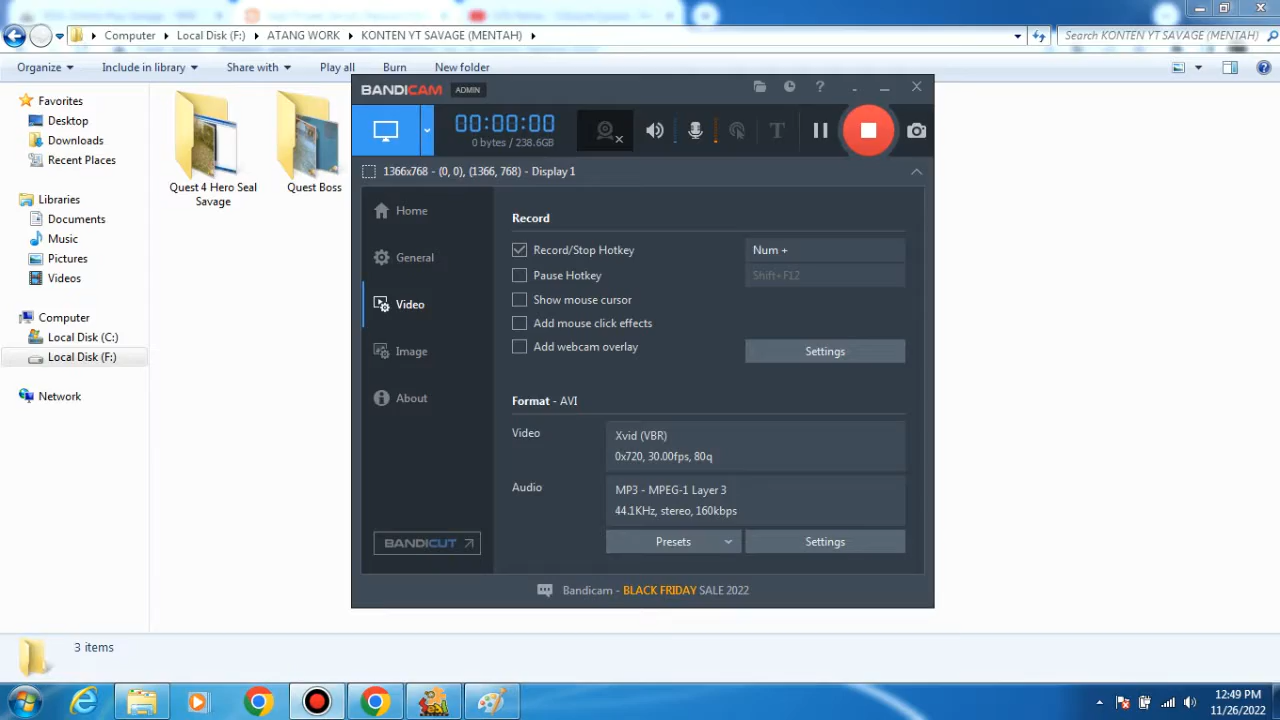 Computer ▸ Local Disk (F:) ▸ ATANG WORK ▸ KONTEN YT SAVAGE (MENTAH) ▸
Search KONTEN YT SAVAGE (MENTAH)
Organize Include in library Share with Play all Burn New folder
Favorites
Desktop
Downloads
Recent Places
Libraries
Documents
Music
Pictures
Videos
Computer
Local Disk (C:)
Local Disk (F:)
Network
Quest 4 Hero Seal
Savage
Quest Boss
BANDICAM ADMIN
00:00:00
0 bytes / 238.6GB
1366x768 - (0, 0), (1366, 768) - Display 1
Home
General
Video
Image
About
BANDICUT
Record
Record/Stop Hotkey Num +
Pause Hotkey Shift+F12
Show mouse cursor
Add mouse click effects
Add webcam overlay Settings
Format - AVI
Video Xvid (VBR)
0x720, 30.00fps, 80q
Audio MP3 - MPEG-1 Layer 3
44.1KHz, stereo, 160kbps
Presets Settings
Bandicam - BLACK FRIDAY SALE 2022
3 items
12:49 PM
11/26/2022